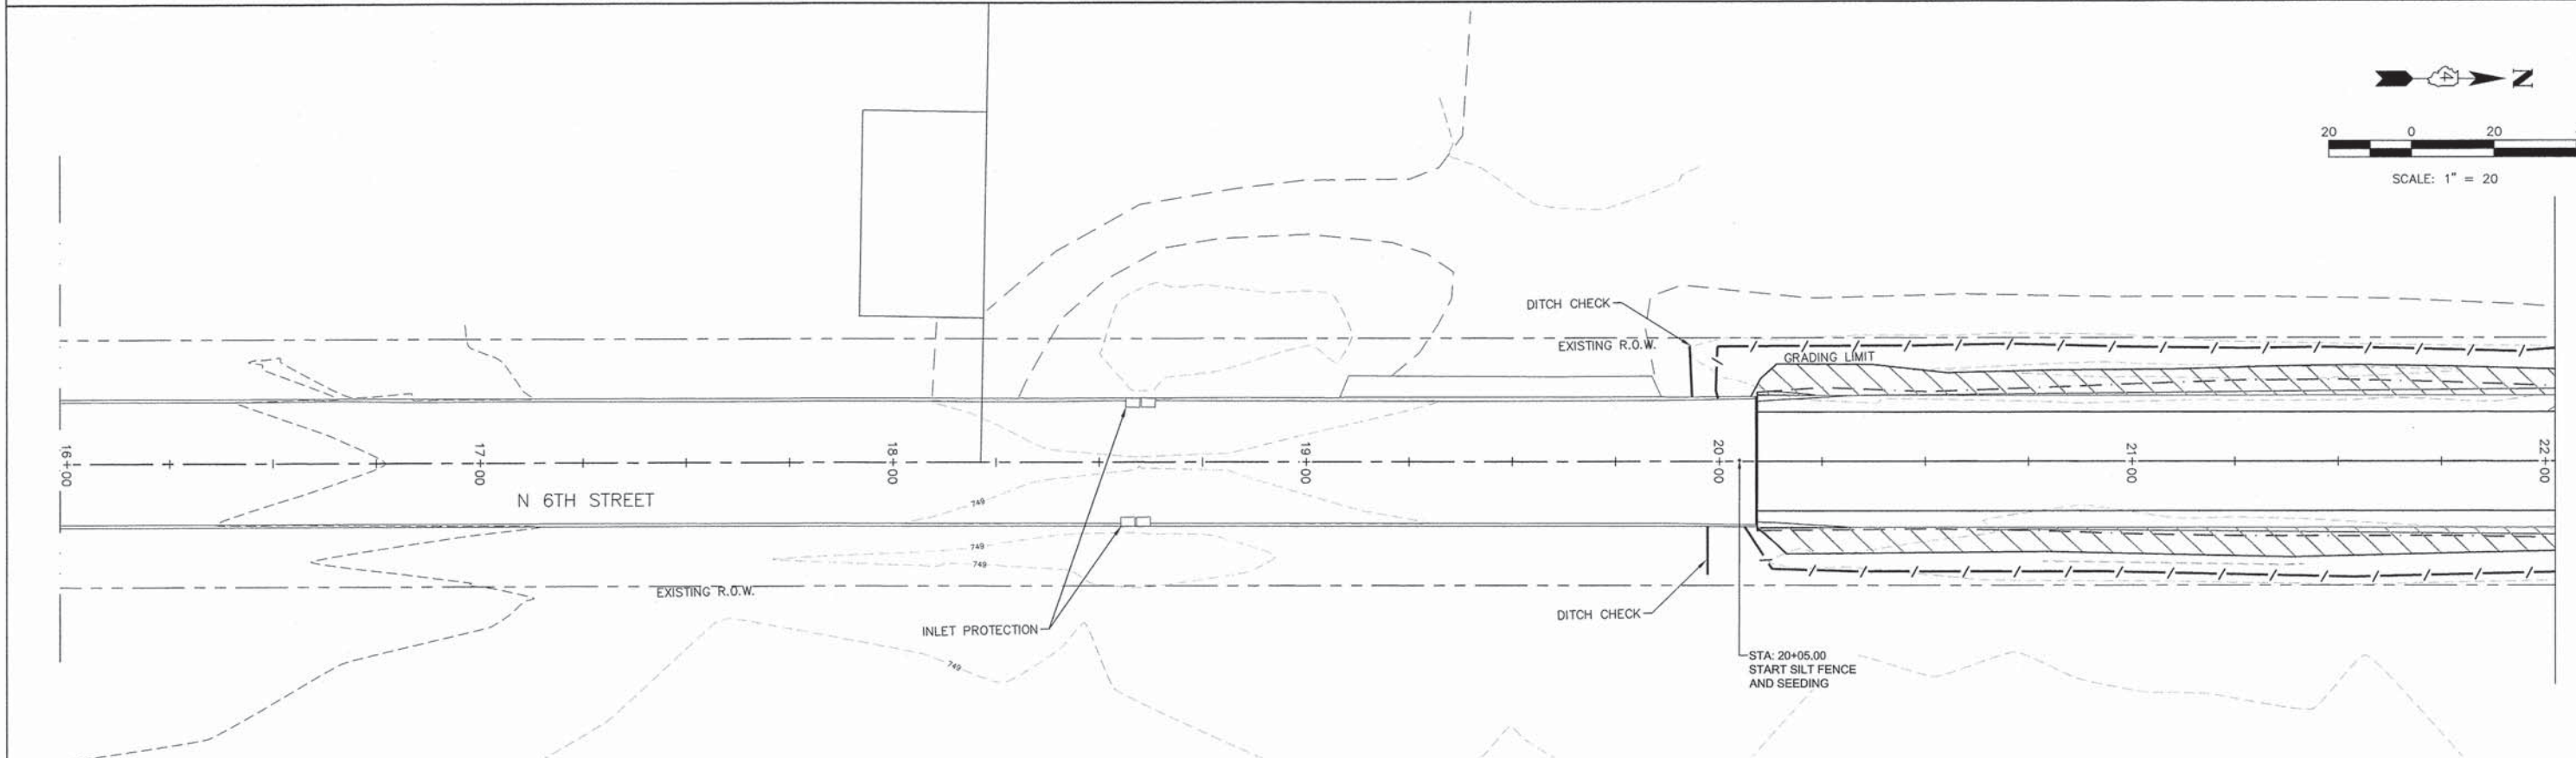 N
20 0 20
SCALE: 1" = 20
DITCH CHECK
EXISTING R.O.W.
GRADING LIMIT
6+00
17+00
18+00
19+00
20+00
21+00
22+00
N 6TH STREET
749
749
749
EXISTING R.O.W.
INLET PROTECTION
DITCH CHECK
749
STA: 20+05.00
START SILT FENCE
AND SEEDING